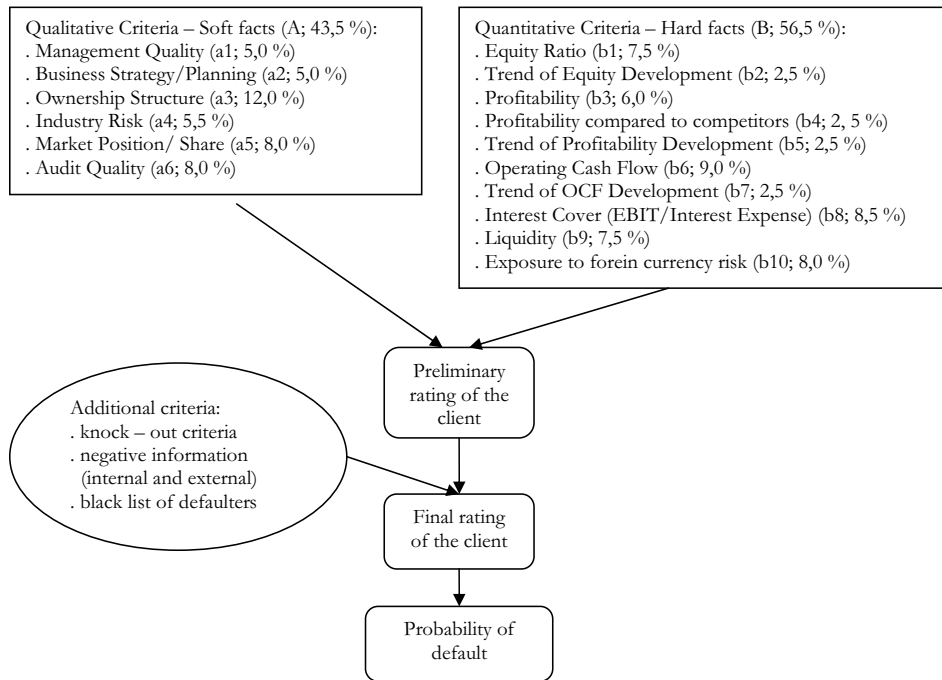 Qualitative Criteria – Soft facts (A; 43,5 %):
. Management Quality (a1; 5,0 %)
. Business Strategy/Planning (a2; 5,0 %)
. Ownership Structure (a3; 12,0 %)
. Industry Risk (a4; 5,5 %)
. Market Position/ Share (a5; 8,0 %)
. Audit Quality (a6; 8,0 %)
Quantitative Criteria – Hard facts (B; 56,5 %):
. Equity Ratio (b1; 7,5 %)
. Trend of Equity Development (b2; 2,5 %)
. Profitability (b3; 6,0 %)
. Profitability compared to competitors (b4; 2, 5 %)
. Trend of Profitability Development (b5; 2,5 %)
. Operating Cash Flow (b6; 9,0 %)
. Trend of OCF Development (b7; 2,5 %)
. Interest Cover (EBIT/Interest Expense) (b8; 8,5 %)
. Liquidity (b9; 7,5 %)
. Exposure to forein currency risk (b10; 8,0 %)
Preliminary
rating of the
client
Additional criteria:
. knock – out criteria
. negative information
(internal and external)
. black list of defaulters
Final rating
of the client
Probability of
default